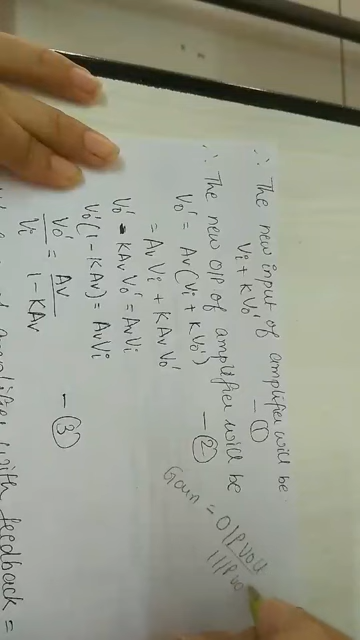 ∴ The new input of amplifier will be
Vi + KVo' — ①
∴ The new O/P of amplifier will be
Vo' = Av(Vi + KVo') — ②
= AvVi + KAvVo'
Vo' - KAvVo' = AvVi
Vo'(1 - KAv) = AvVi
Vo'/Vi = Av/1 - KAv — ③
amplifier with feedback =
Gain = O/P Vol
I/P vo